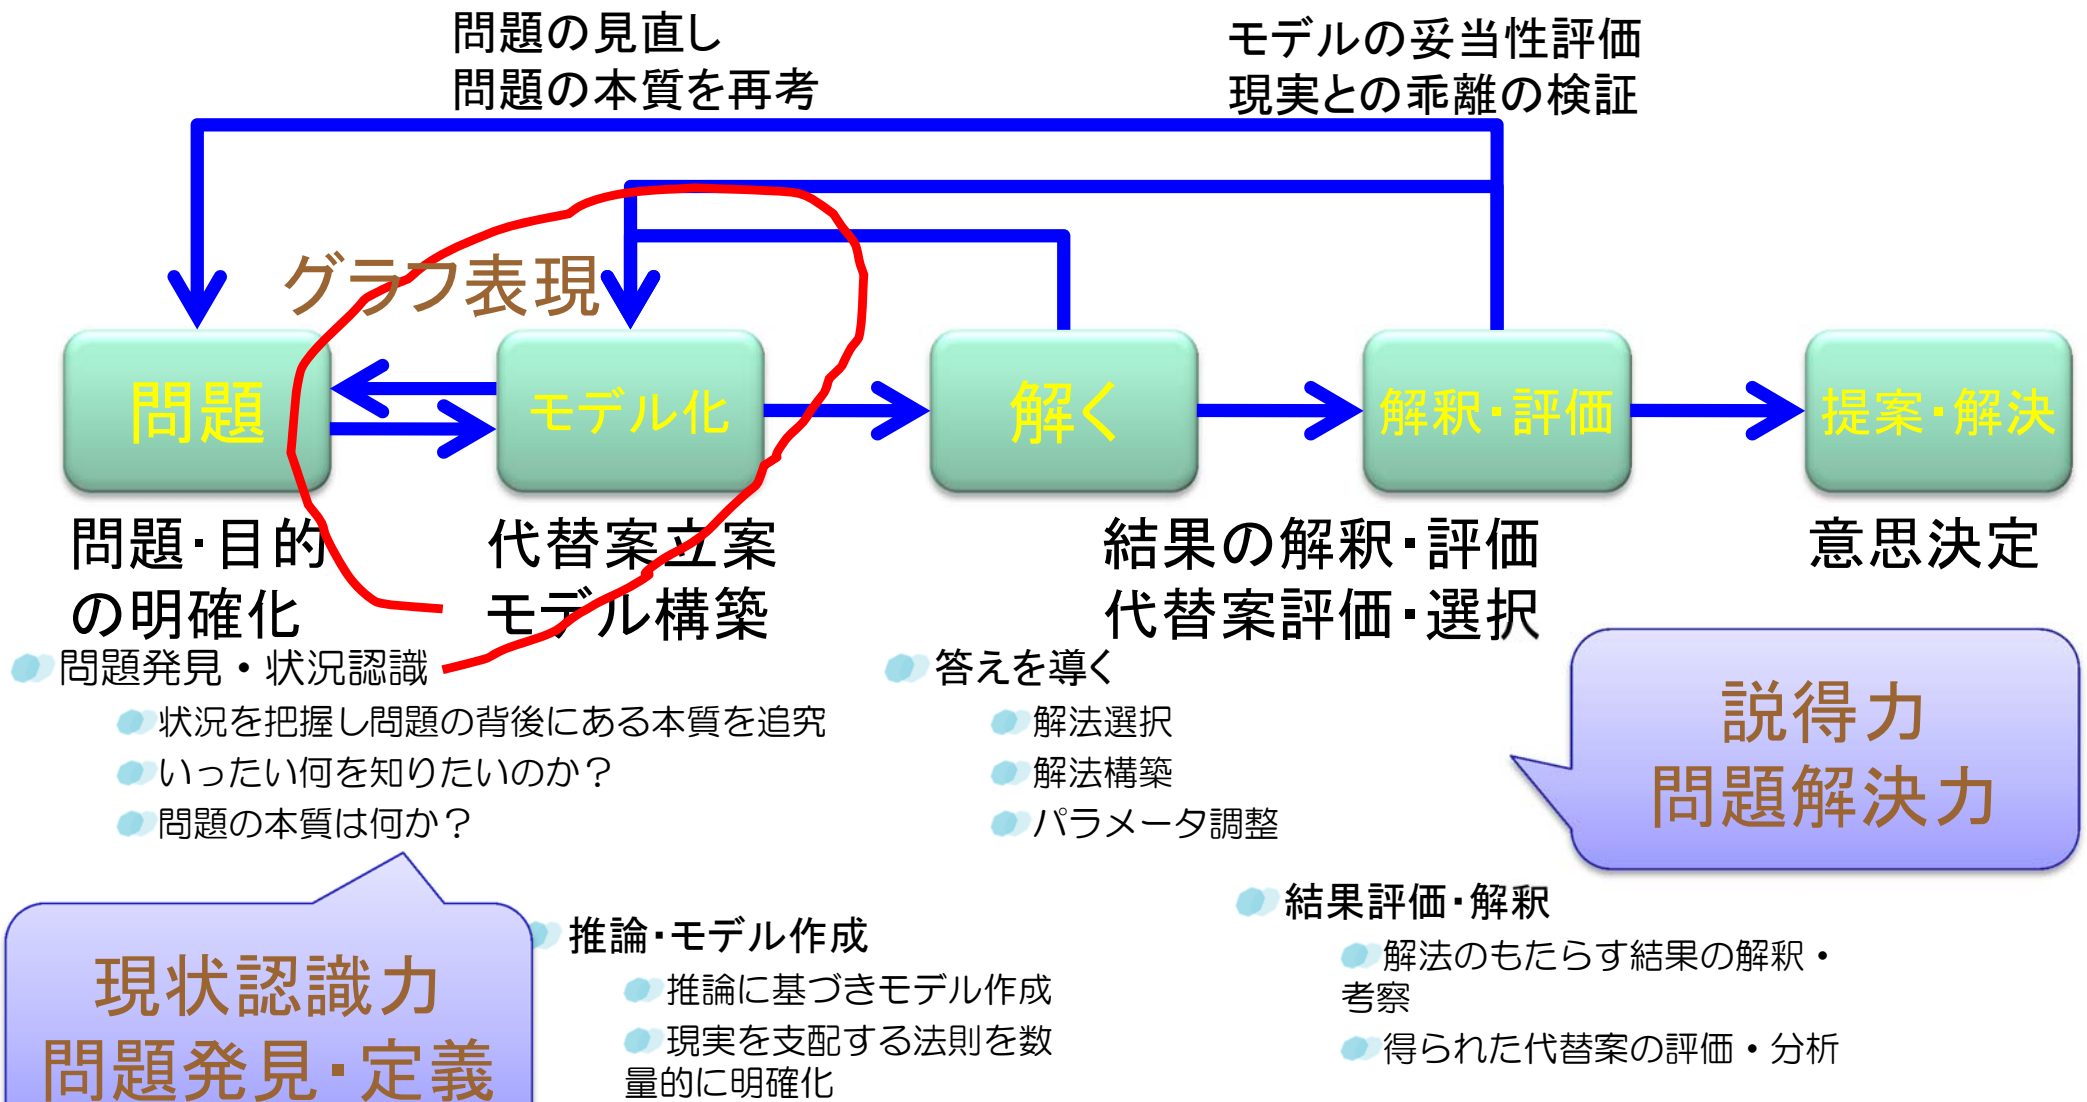 問題の見直し
問題の本質を再考
モデルの妥当性評価
現実との乖離の検証
グラフ表現
問題
モデル化
解く
解釈・評価
提案・解決
問題・目的
の明確化
代替案立案
モデル構築
結果の解釈・評価
代替案評価・選択
意思決定
問題発見・状況認識
状況を把握し問題の背後にある本質を追究
いったい何を知りたいのか？
問題の本質は何か？
答えを導く
解法選択
解法構築
パラメータ調整
説得力
問題解決力
現状認識力
問題発見・定義
推論・モデル作成
推論に基づきモデル作成
現実を支配する法則を数
量的に明確化
結果評価・解釈
解法のもたらす結果の解釈・
考察
得られた代替案の評価・分析